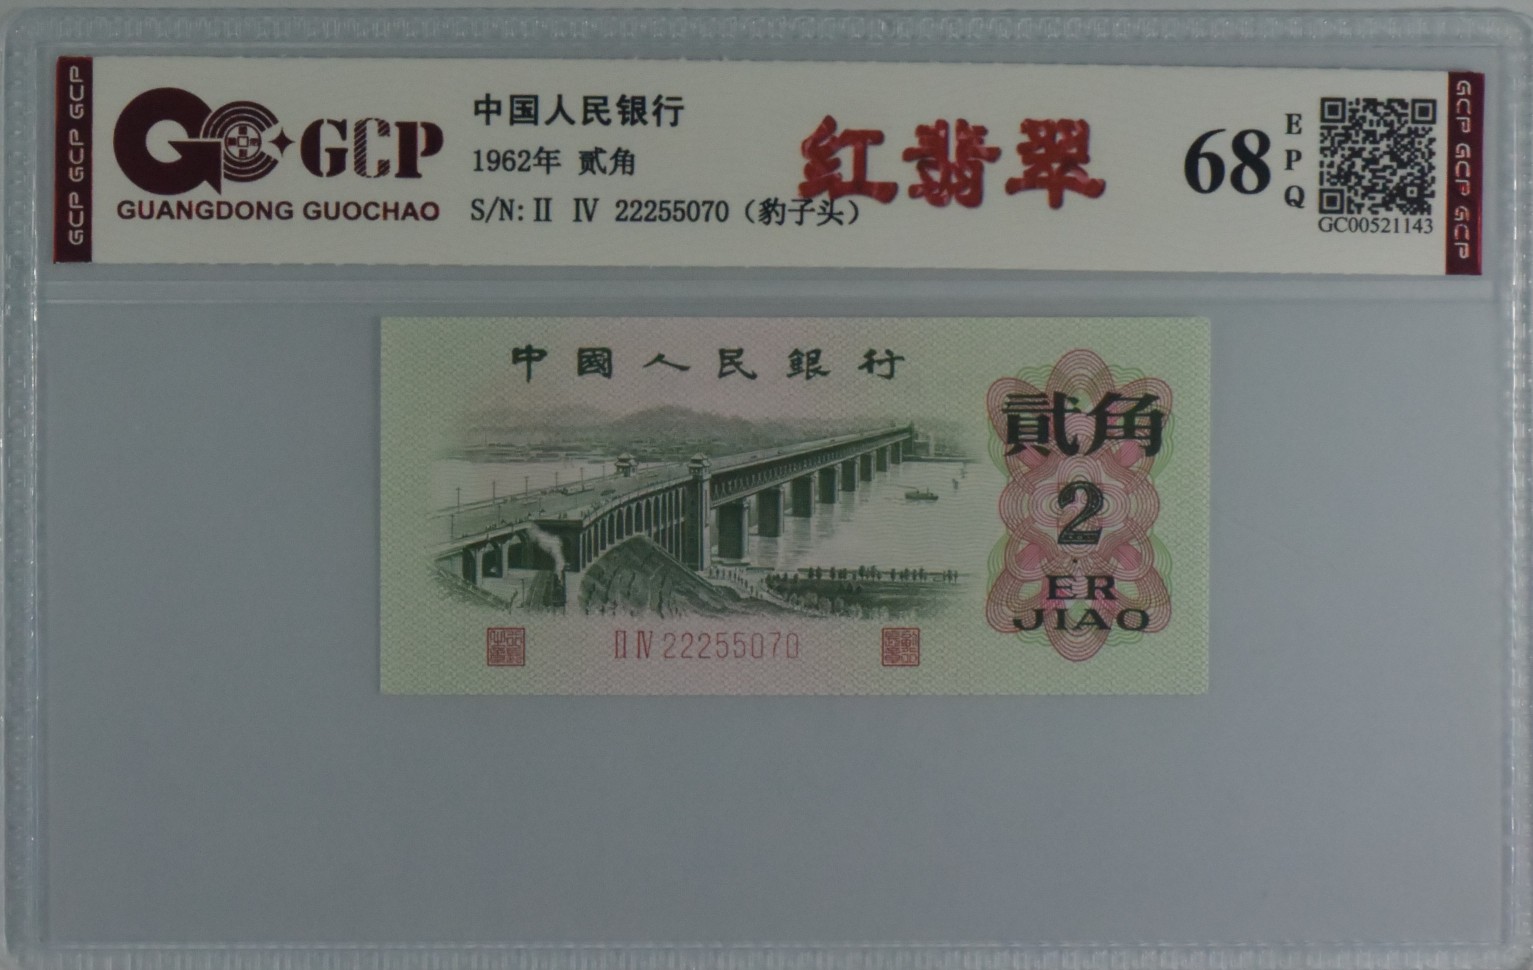 GCP GCP GCP
GCP
GUANGDONG GUOCHAO
中国人民银行
1962年 贰角
S/N: II IV 22255070（豹子头）
红翡翠
68
EPQ
GC00521143
GCP GCP GCP
中國人民銀行
貳角
2
ER
JIAO
II IV 22255070